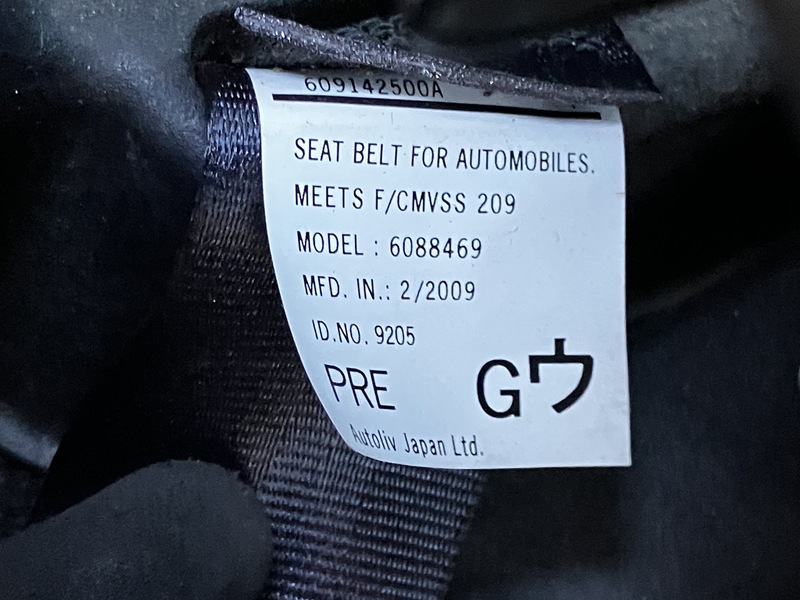 609142500A
SEAT BELT FOR AUTOMOBILES.
MEETS F/CMVSS 209
MODEL : 6088469
MFD. IN.: 2/2009
ID.NO. 9205
PRE Gウ
Autoliv Japan Ltd.